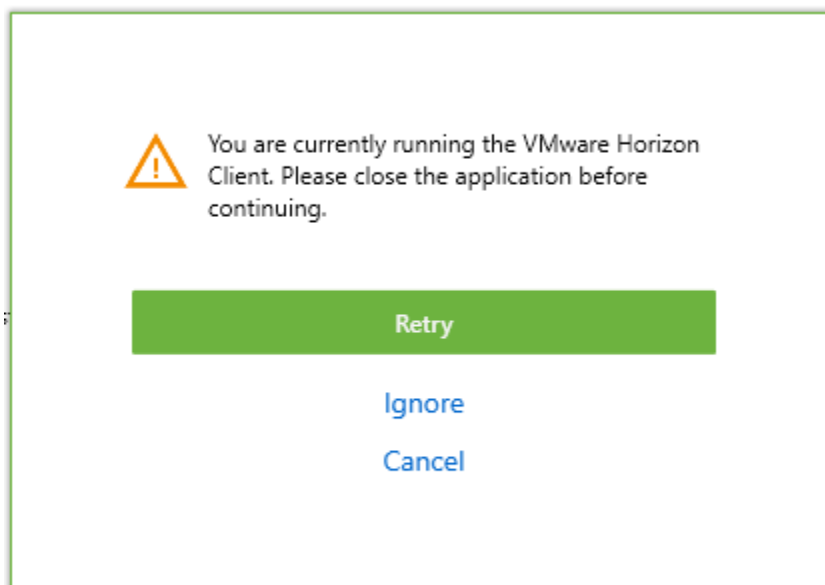 You are currently running the VMware Horizon
Client. Please close the application before
continuing.
Retry
Ignore
Cancel